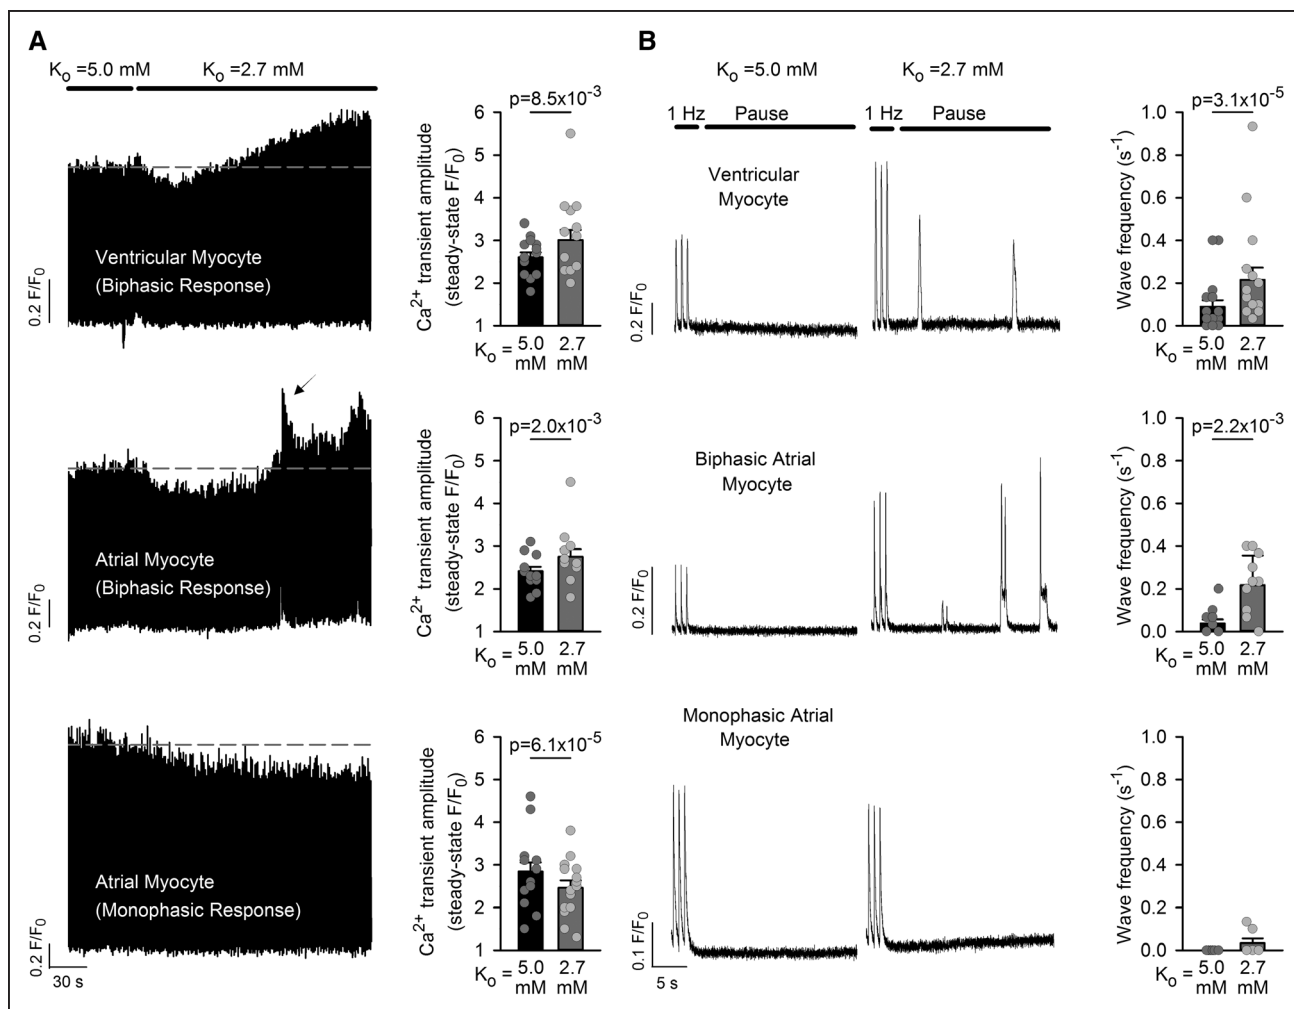 A
K₀ =5.0 mM
K₀ =2.7 mM
0.2 F/F₀
Ventricular Myocyte
(Biphasic Response)
Ca²⁺ transient amplitude
(steady-state F/F₀)
p=8.5x10⁻³
6
5
4
3
2
1
K₀ =
5.0
mM
2.7
mM
0.2 F/F₀
Atrial Myocyte
(Biphasic Response)
Ca²⁺ transient amplitude
(steady-state F/F₀)
p=2.0x10⁻³
6
5
4
3
2
1
K₀ =
5.0
mM
2.7
mM
0.2 F/F₀
30 s
Atrial Myocyte
(Monophasic Response)
Ca²⁺ transient amplitude
(steady-state F/F₀)
p=6.1x10⁻⁵
6
5
4
3
2
1
K₀ =
5.0
mM
2.7
mM
B
K₀ =5.0 mM
K₀ =2.7 mM
1 Hz
Pause
1 Hz
Pause
Ventricular
Myocyte
0.2 F/F₀
Wave frequency (s⁻¹)
p=3.1x10⁻⁵
1.0
0.8
0.6
0.4
0.2
0.0
K₀ =
5.0
mM
2.7
mM
Biphasic Atrial
Myocyte
0.2 F/F₀
Wave frequency (s⁻¹)
p=2.2x10⁻³
1.0
0.8
0.6
0.4
0.2
0.0
K₀ =
5.0
mM
2.7
mM
Monophasic Atrial
Myocyte
0.1 F/F₀
5 s
Wave frequency (s⁻¹)
1.0
0.8
0.6
0.4
0.2
0.0
K₀ =
5.0
mM
2.7
mM